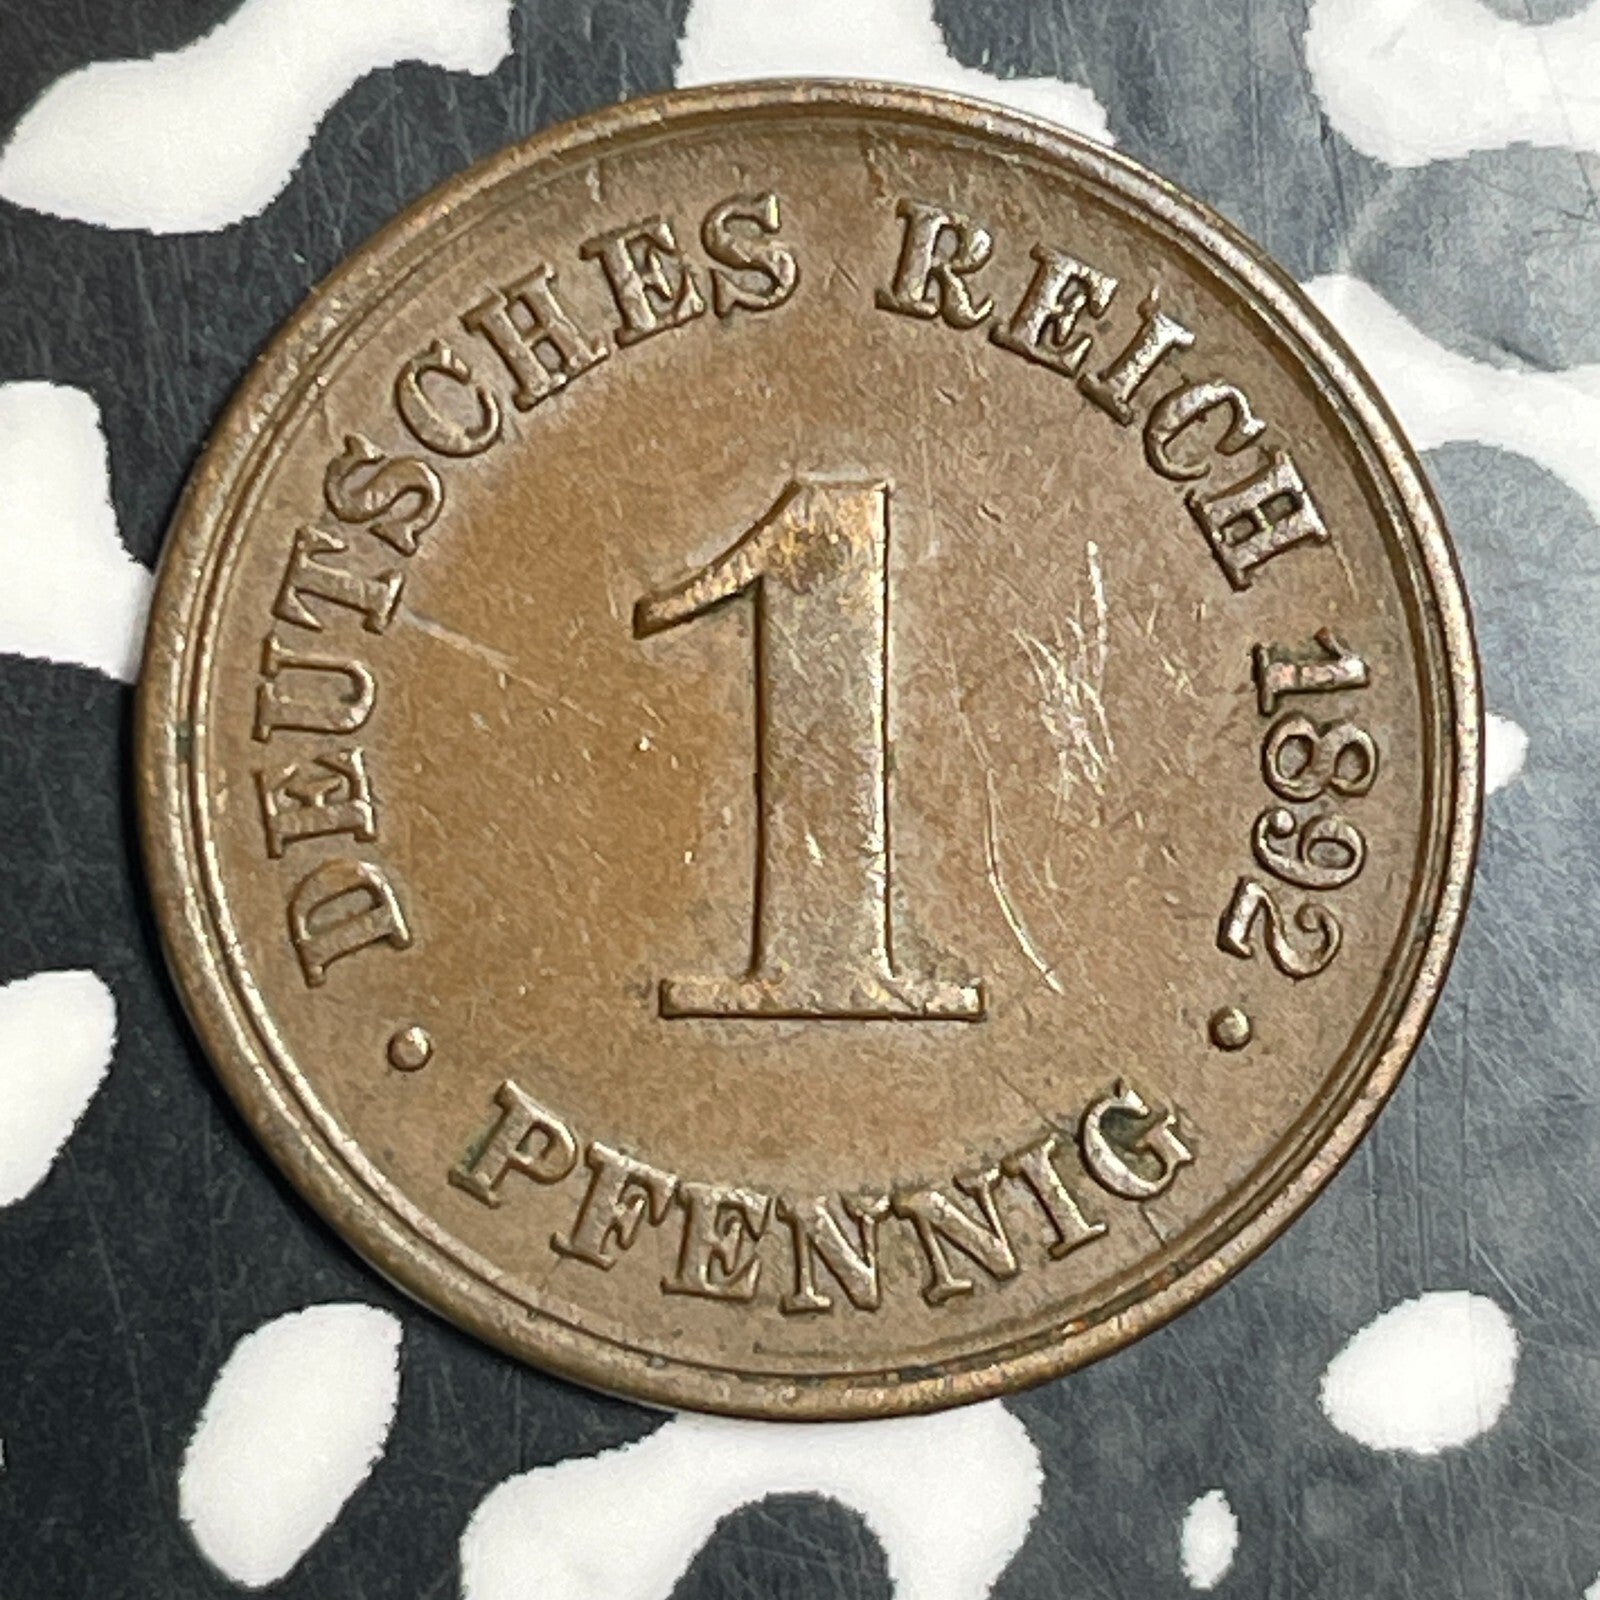 DEUTSCHES REICH 1892
1
• PFENNIG •